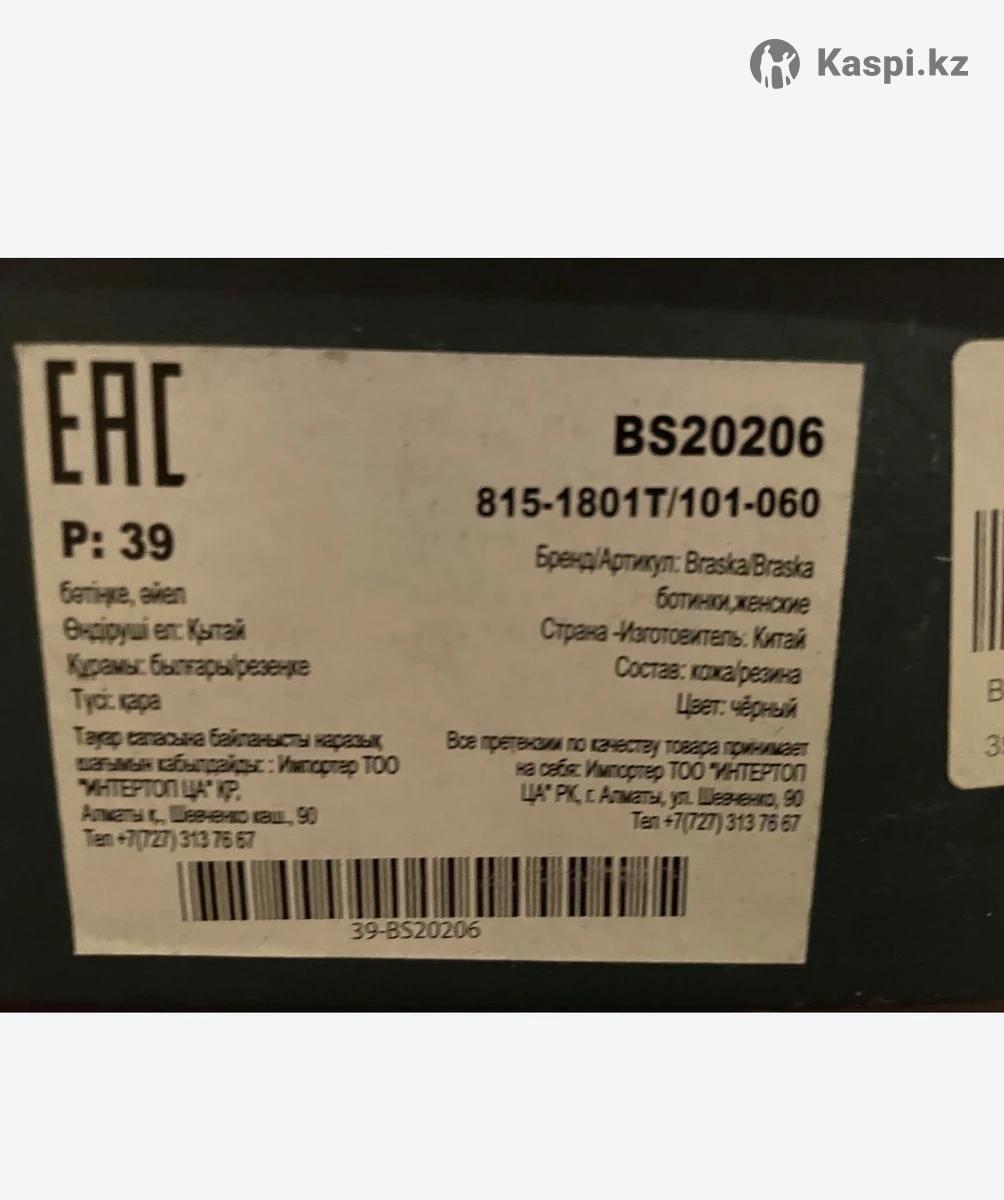 Kaspi.kz
EAC
BS20206
815-1801T/101-060
Р: 39
бәтіңке, әйел
Өндіруші ел: Қытай
Құрамы: былғары/резеңке
Түсі: қара
Тауар сапасына байланысты наразық
шағымын қабылдайды: : Импортер ТОО
"ИНТЕРТОП ЦА" ҚР,
Алматы қ., Шевченко көш., 90
Тел +7(727) 313 76 67
Бренд/Артикул: Braska/Braska
ботинки,женские
Страна -Изготовитель: Китай
Состав: кожа/резина
Цвет: чёрный
Все претензии по качеству товара принимает
на себя: Импортер ТОО "ИНТЕРТОП
ЦА" РК, г. Алматы, ул. Шевченко, 90
Тел +7(727) 313 76 67
39-BS20206
B
39